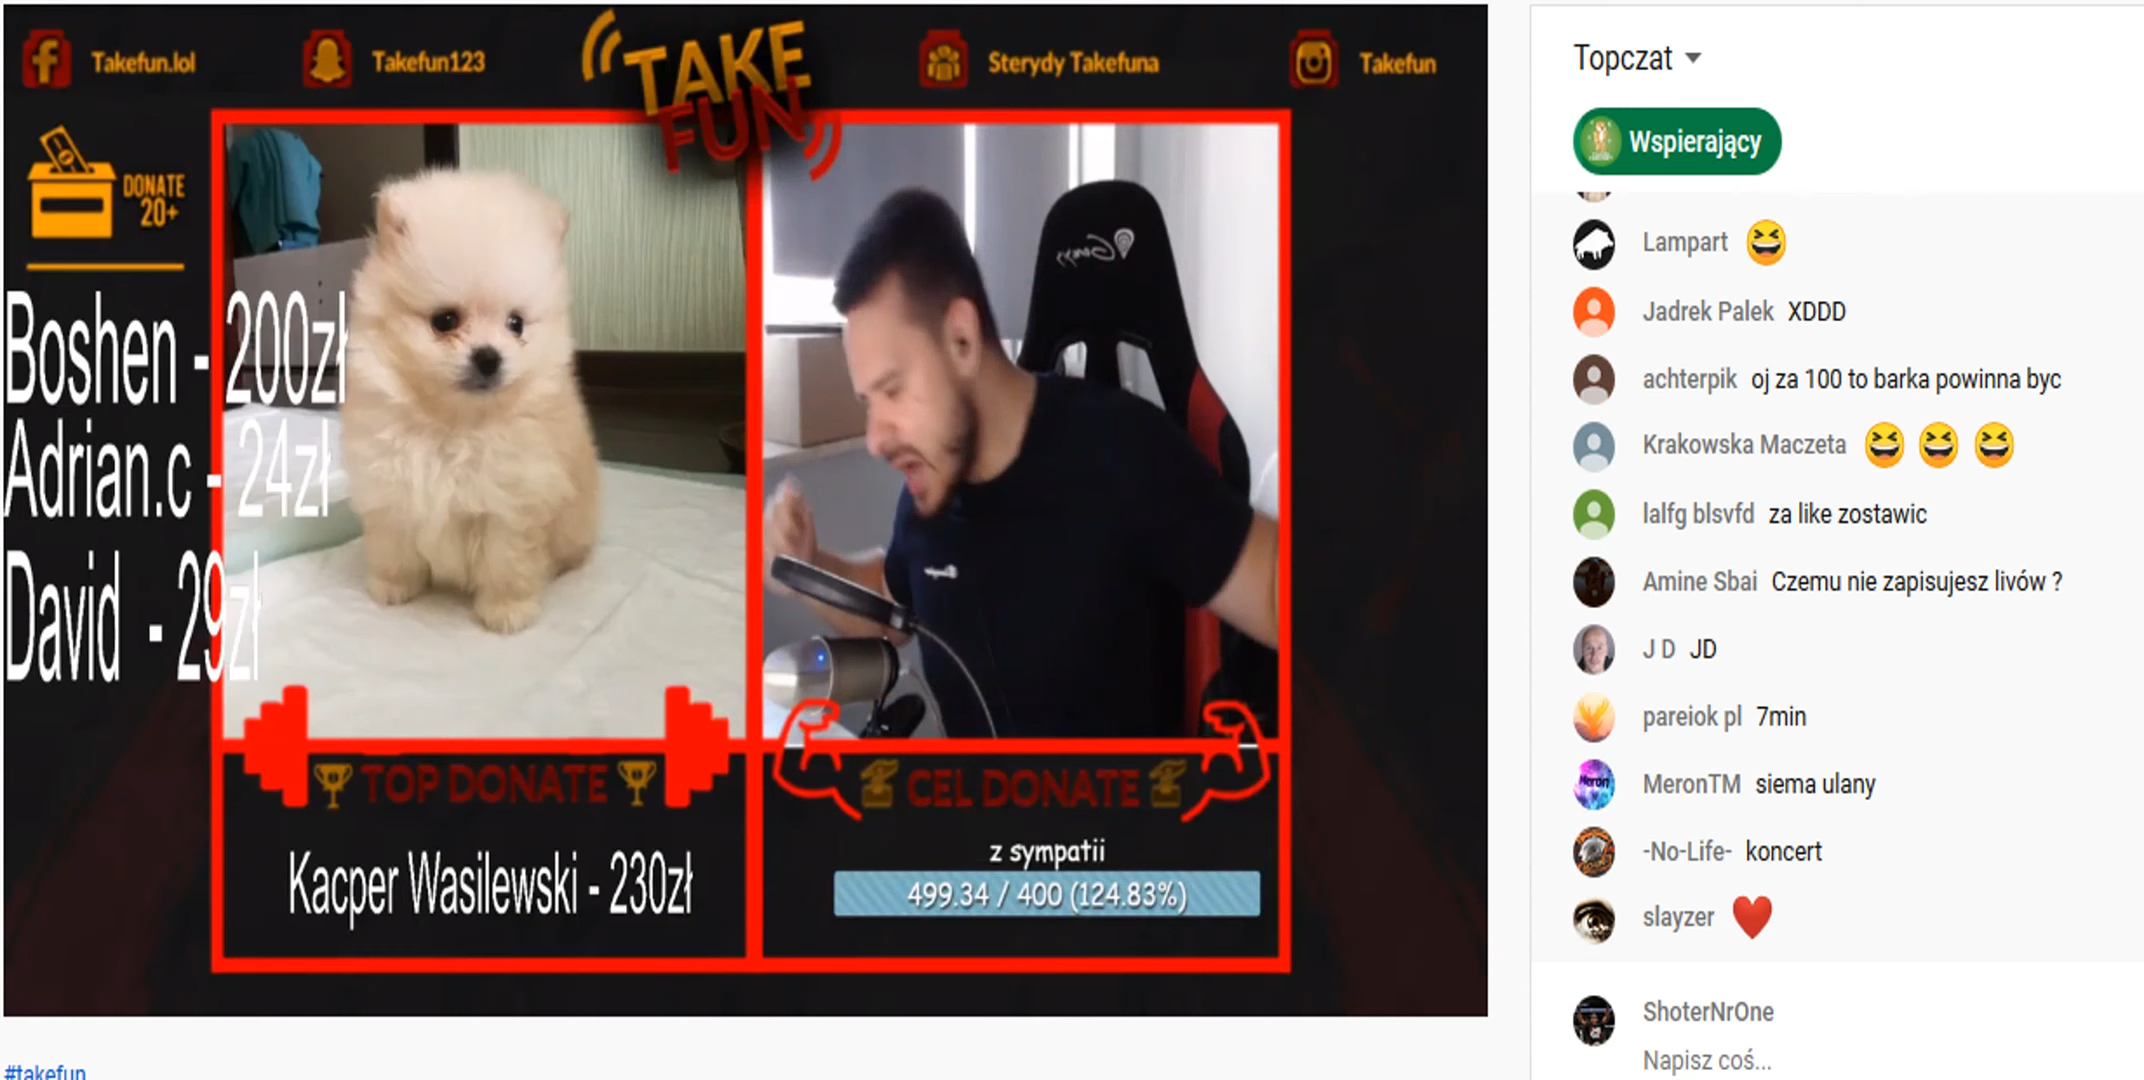 Takefun.lol
Takefun123
TAKE
FUN
Sterydy Takefuna
Takefun
DONATE
20+
Boshen - 200zł
Adrian.c - 24zł
David - 29zł
TOP DONATE
Kacper Wasilewski - 230zł
CEL DONATE
z sympatii
499.34 / 400 (124.83%)
#takefun
Topczat
Wspierający
Lampart
Jadrek Palek XDDD
achterpik oj za 100 to barka powinna byc
Krakowska Maczeta
lalfg blsvfd za like zostawic
Amine Sbai Czemu nie zapisujesz livów ?
J D JD
pareiok pl 7min
MeronTM siema ulany
-No-Life- koncert
slayzer
ShoterNrOne
Napisz coś...